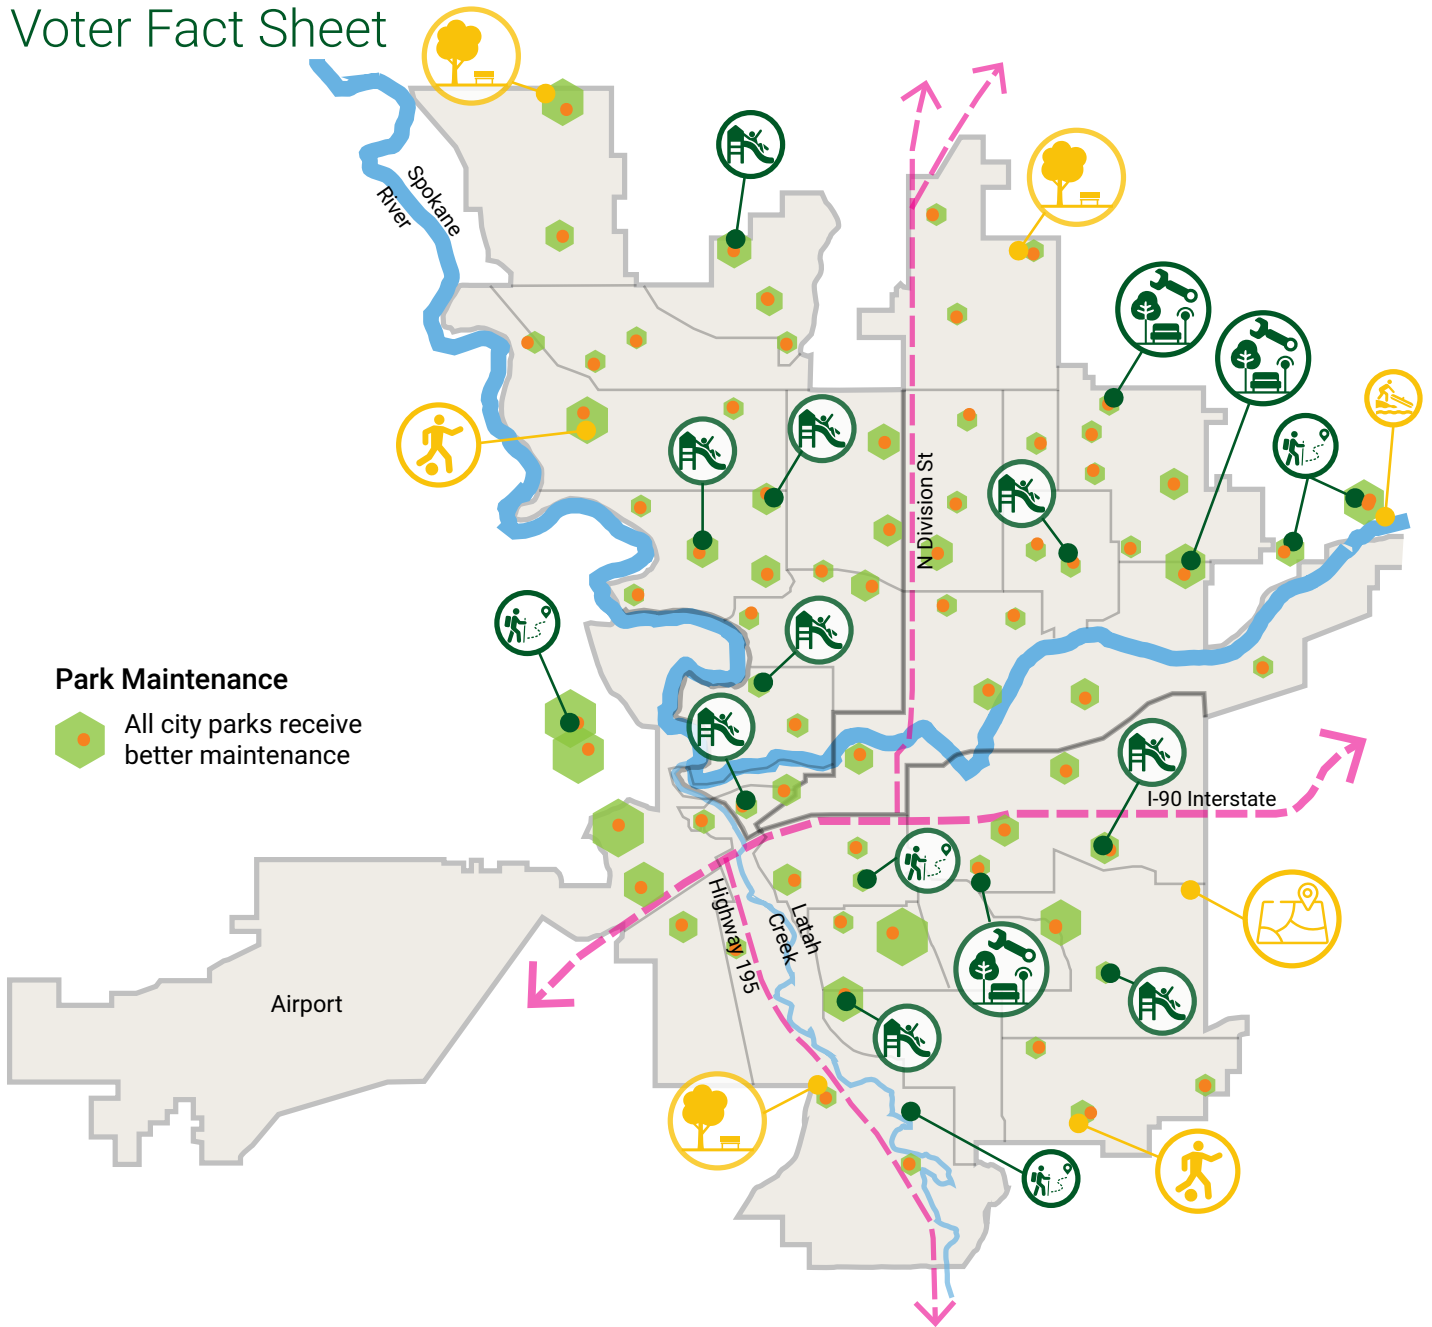 Voter Fact Sheet
Spokane
River
N Division St
Park Maintenance
All city parks receive
better maintenance
I-90 Interstate
Highway 195
Latah
Creek
Airport